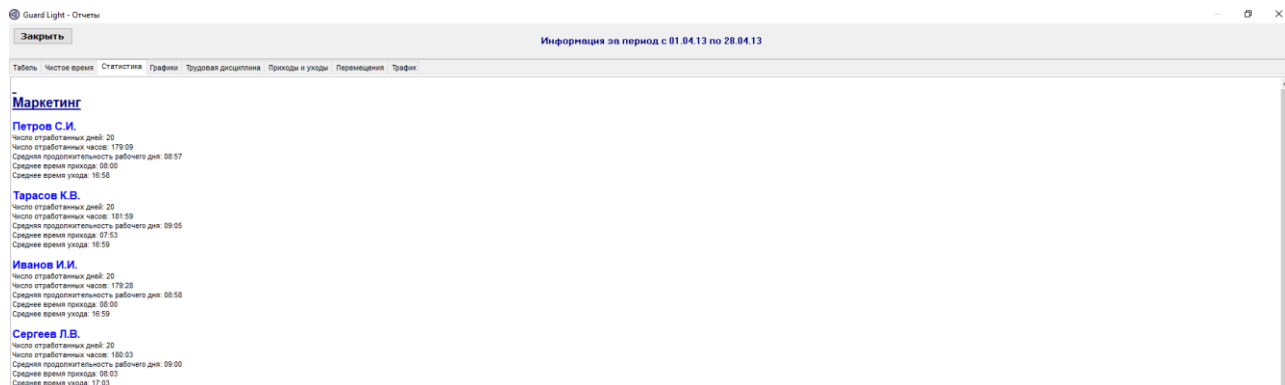 Guard Light - Отчеты
Закрыть
Информация за период с 01.04.13 по 28.04.13
Табель Чистое время Статистика Графики Трудовая дисциплина Приходы и уходы Перемещения Трафик
Маркетинг
Петров С.И.
Число отработанных дней: 20
Число отработанных часов: 179:09
Средняя продолжительность рабочего дня: 08:57
Среднее время прихода: 08:00
Среднее время ухода: 16:58
Тарасов К.В.
Число отработанных дней: 20
Число отработанных часов: 181:59
Средняя продолжительность рабочего дня: 09:05
Среднее время прихода: 07:53
Среднее время ухода: 16:59
Иванов И.И.
Число отработанных дней: 20
Число отработанных часов: 179:28
Средняя продолжительность рабочего дня: 08:58
Среднее время прихода: 08:00
Среднее время ухода: 16:59
Сергеев Л.В.
Число отработанных дней: 20
Число отработанных часов: 180:03
Средняя продолжительность рабочего дня: 09:00
Среднее время прихода: 08:03
Среднее время ухода: 17:03